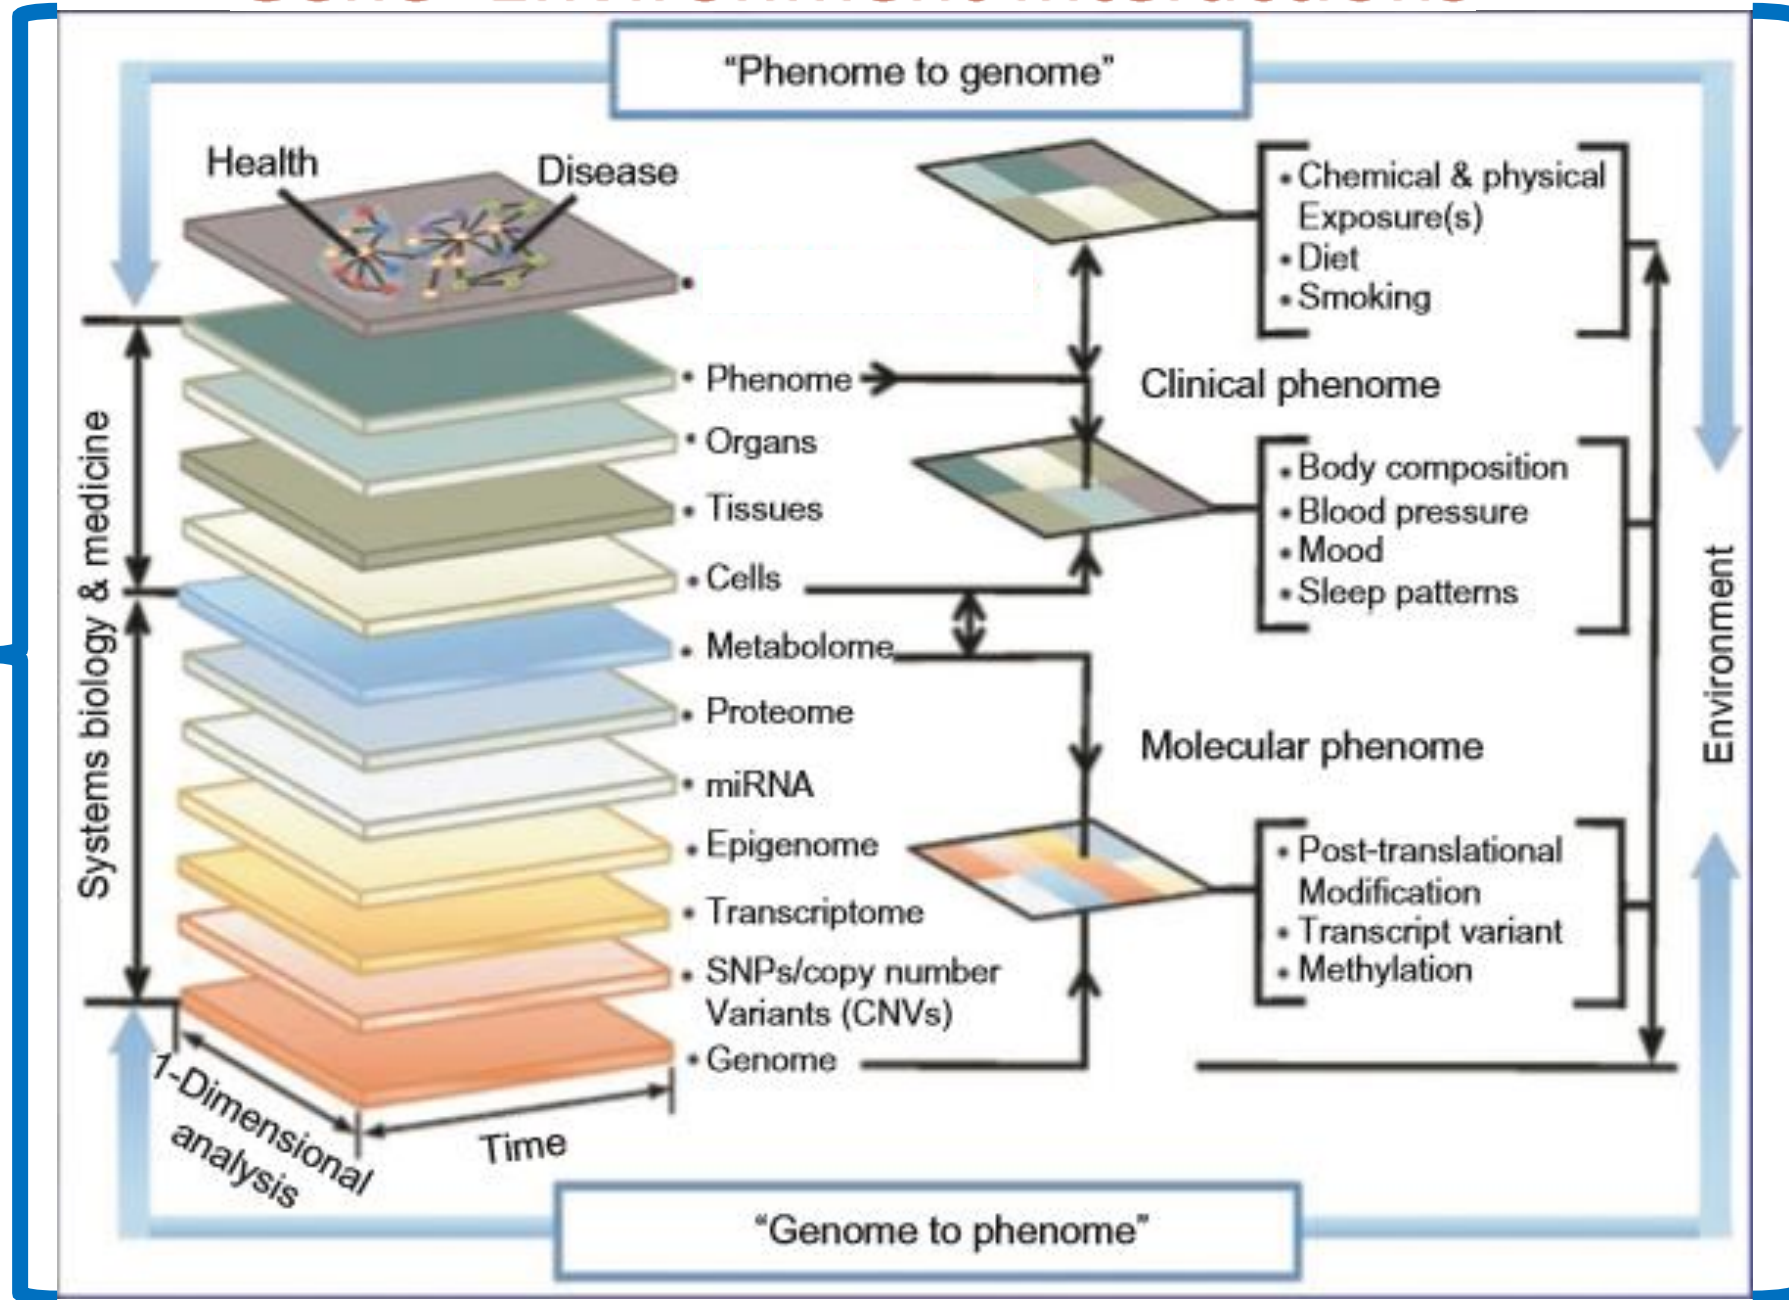 “Phenome to genome”
Health
Disease
• Chemical & physical
Exposure(s)
• Diet
• Smoking
• Phenome
Clinical phenome
• Organs
• Tissues
• Cells
• Body composition
• Blood pressure
• Mood
• Sleep patterns
Systems biology & medicine
Environment
• Metabolome
• Proteome
• miRNA
• Epigenome
• Transcriptome
• SNPs/copy number
Variants (CNVs)
• Genome
Molecular phenome
• Post-translational
Modification
• Transcript variant
• Methylation
1-Dimensional
analysis
Time
“Genome to phenome”